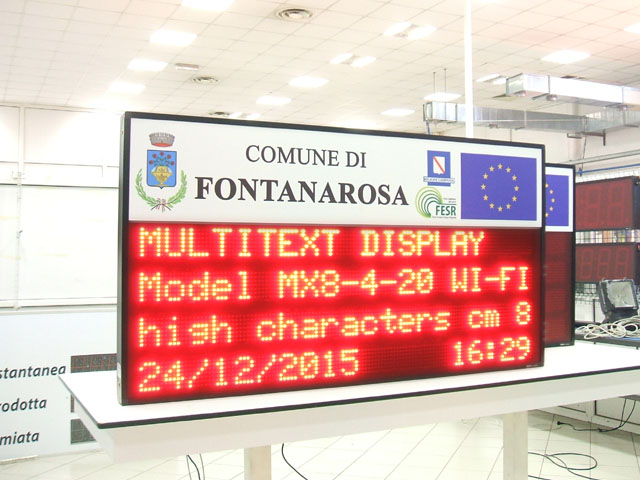 COMUNE DI
FONTANAROSA
FESR
MULTITEXT DISPLAY
Model MX8-4-20 WI-FI
high characters cm 8
24/12/2015 16:29
stantanea
rodotta
miata